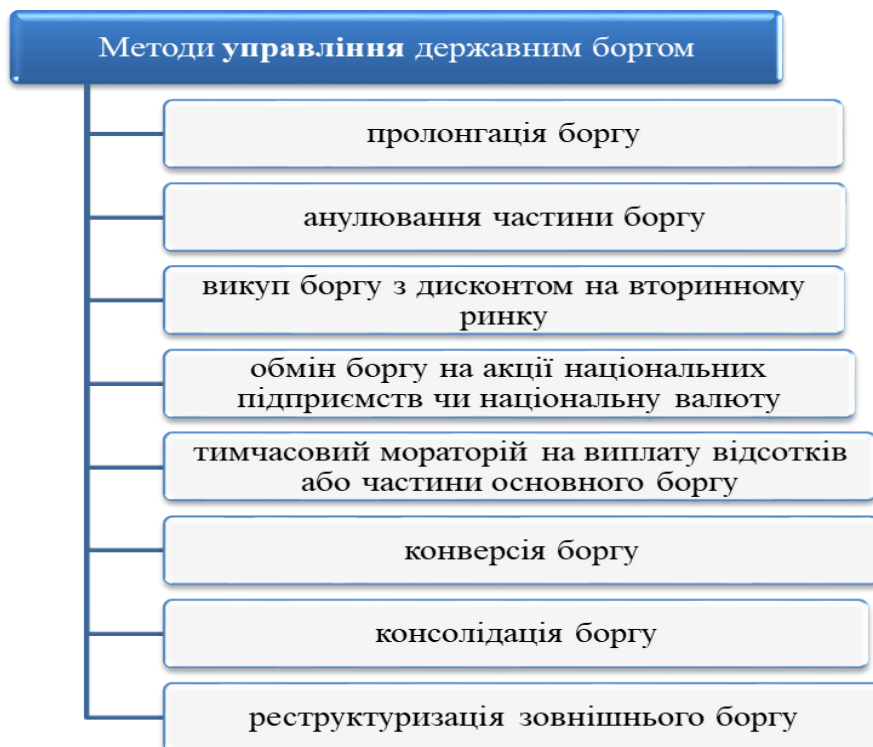 Методи управління державним боргом
пролонгація боргу
анулювання частини боргу
викуп боргу з дисконтом на вторинному
ринку
обмін боргу на акції національних
підприємств чи національну валюту
тимчасовий мораторій на виплату відсотків
або частини основного боргу
конверсія боргу
консолідація боргу
реструктуризація зовнішнього боргу